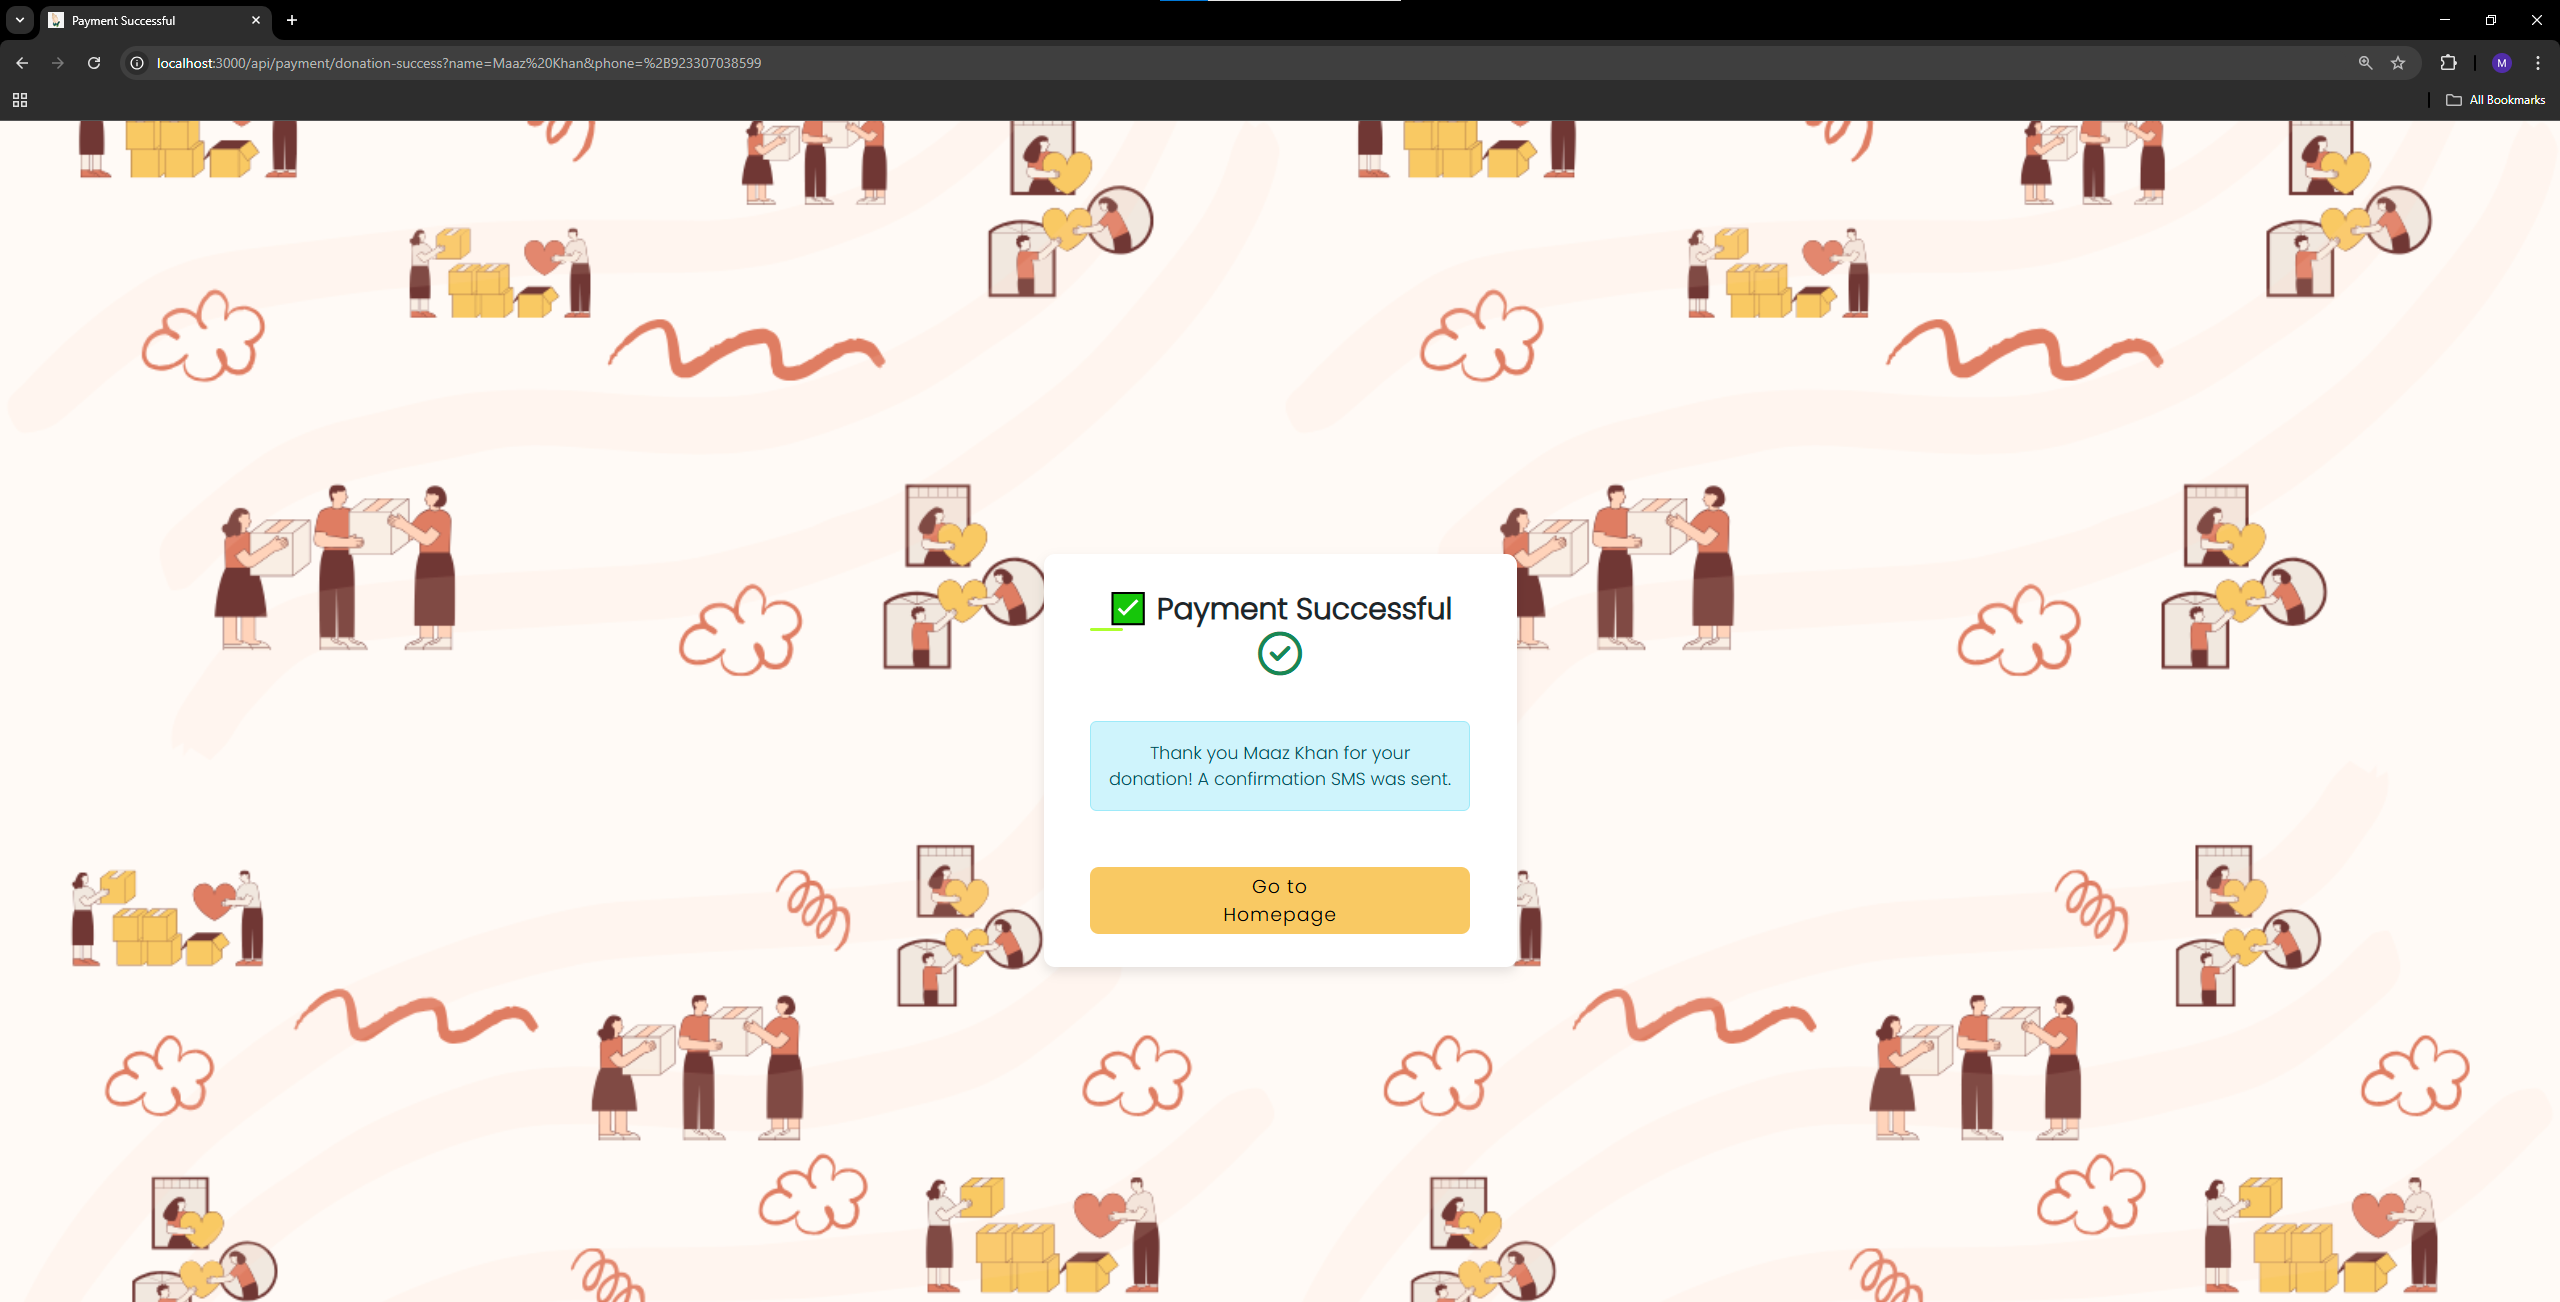 Payment Successful
localhost:3000/api/payment/donation-success?name=Maaz%20Khan&phone=%2B923307038599
M
All Bookmarks
✅ Payment Successful
Thank you Maaz Khan for your
donation! A confirmation SMS was sent.
Go to
Homepage